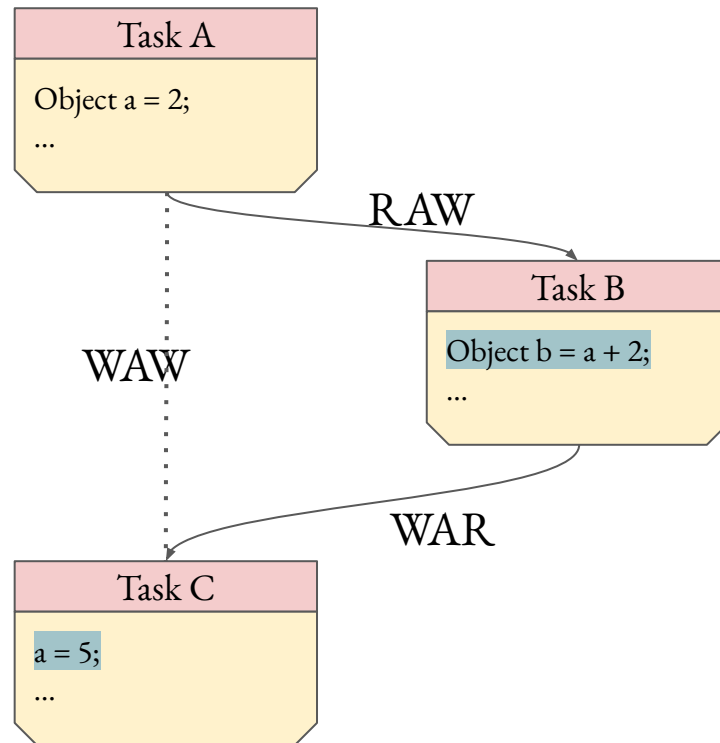 Task A
Object a = 2;
...
RAW
Task B
Object b = a + 2;
...
WAW
WAR
Task C
a = 5;
...